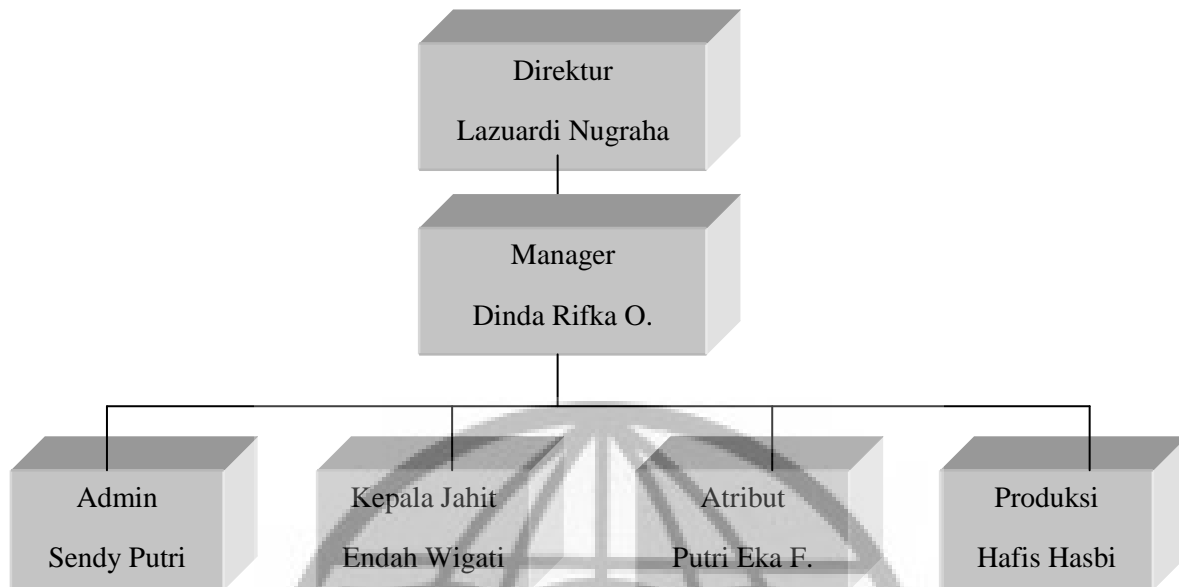 Direktur
Lazuardi Nugraha
Manager
Dinda Rifka O.
Admin
Sendy Putri
Kepala Jahit
Endah Wigati
Atribut
Putri Eka F.
Produksi
Hafis Hasbi